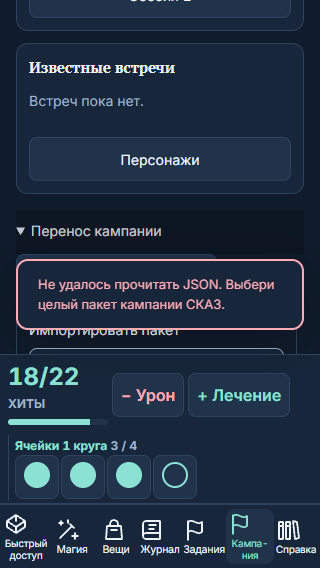 Известные встречи
Встреч пока нет.
Персонажи
▼ Перенос кампании
Не удалось прочитать JSON. Выбери
целый пакет кампании СКАЗ.
Импортировать пакет
18/22
ХИТЫ
− Урон
+ Лечение
Ячейки 1 круга 3 / 4
Быстрый
доступ
Магия
Вещи
Журнал
Задания
Кампа-
ния
Справка